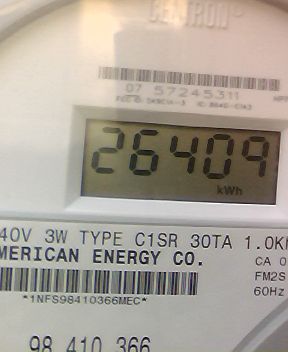 CENTRON®
07 57245311
26409
kWh
40V 3W TYPE C1SR 30TA 1.0K
MERICAN ENERGY CO.
CA 0
FM2S
60Hz
*1NFS98410366MEC*
98 410 366